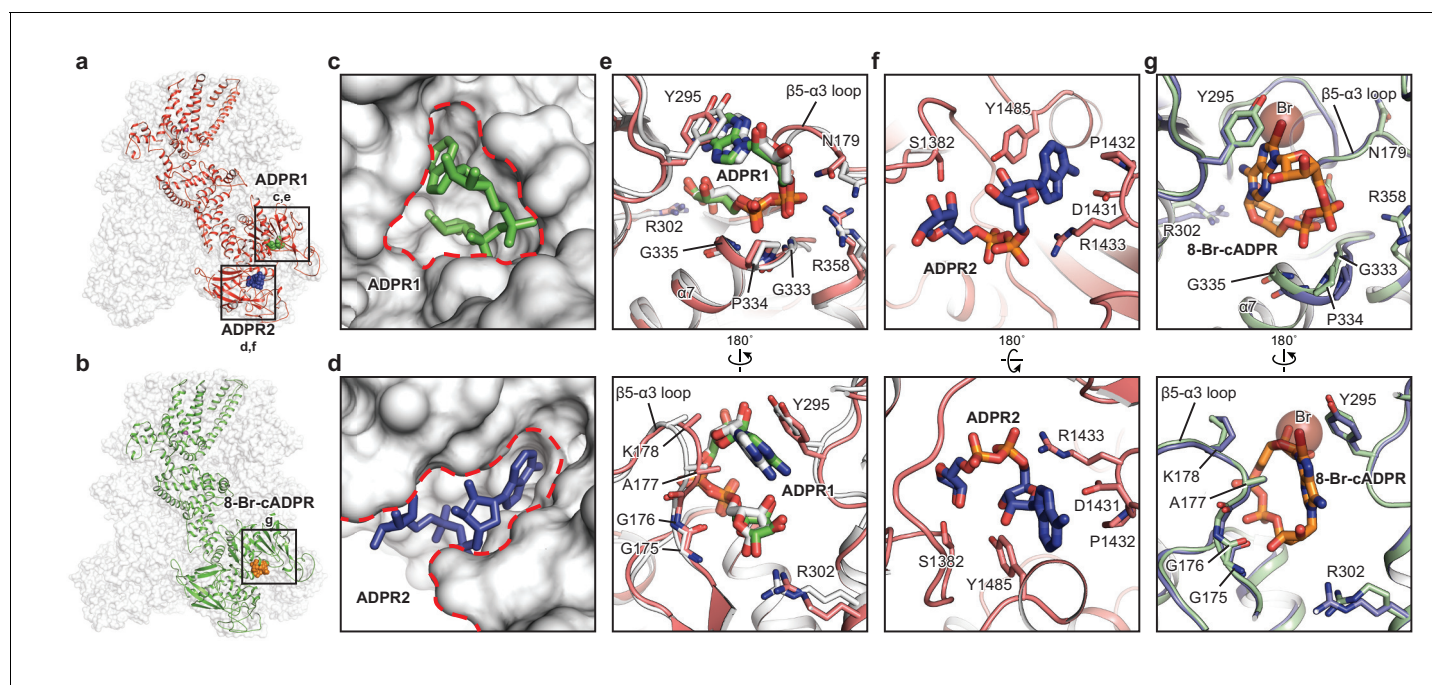 a
ADPR1
c,e
ADPR2
d,f
b
8-Br-cADPR
g
c
ADPR1
d
ADPR2
e
Y295
β5-α3 loop
N179
ADPR1
R302
R358
G335
G333
α7
P334
180°
β5-α3 loop
Y295
K178
A177
ADPR1
G176
G175
R302
f
Y1485
S1382
P1432
D1431
R1433
ADPR2
180°
ADPR2
R1433
D1431
P1432
S1382
Y1485
g
Y295
Br
β5-α3 loop
N179
R358
R302
8-Br-cADPR
G333
G335
α7
P334
180°
β5-α3 loop
Br
Y295
K178
8-Br-cADPR
A177
G176
G175
R302